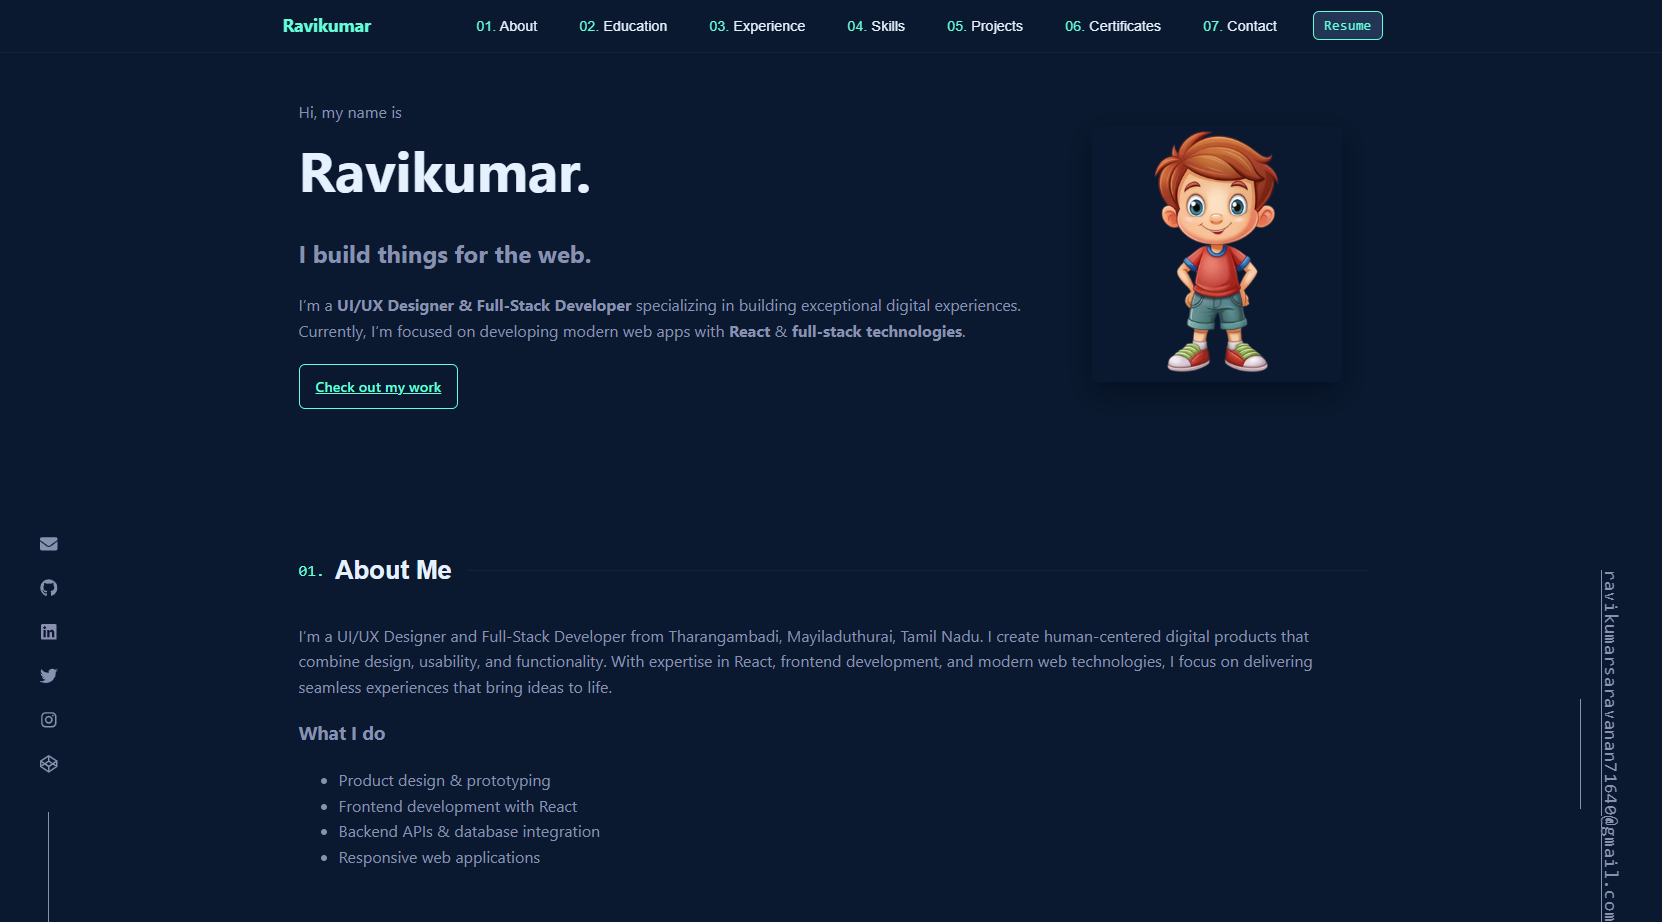 Ravikumar
01. About
02. Education
03. Experience
04. Skills
05. Projects
06. Certificates
07. Contact
Resume
Hi, my name is
Ravikumar.
I build things for the web.
I'm a UI/UX Designer & Full-Stack Developer specializing in building exceptional digital experiences.
Currently, I'm focused on developing modern web apps with React & full-stack technologies.
Check out my work
01. About Me
I'm a UI/UX Designer and Full-Stack Developer from Tharangambadi, Mayiladuthurai, Tamil Nadu. I create human-centered digital products that
combine design, usability, and functionality. With expertise in React, frontend development, and modern web technologies, I focus on delivering
seamless experiences that bring ideas to life.
What I do
• Product design & prototyping
• Frontend development with React
• Backend APIs & database integration
• Responsive web applications
ravikumarsaravanan71640@gmail.com